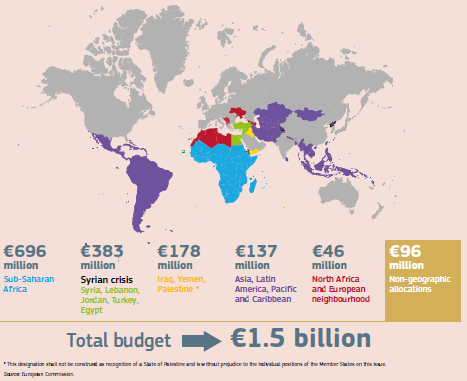 €696
million
Sub-Saharan
Africa
€383
million
Syrian crisis
Syria, Lebanon,
Jordan, Turkey,
Egypt
€178
million
Iraq, Yemen,
Palestine *
€137
million
Asia, Latin
America, Pacific
and Caribbean
€46
million
North Africa
and European
neighbourhood
€96
million
Non-geographic
allocations
Total budget €1.5 billion
* This designation shall not be construed as recognition of a State of Palestine and is without prejudice to the individual positions of the Member States on this issue.
Source: European Commission.